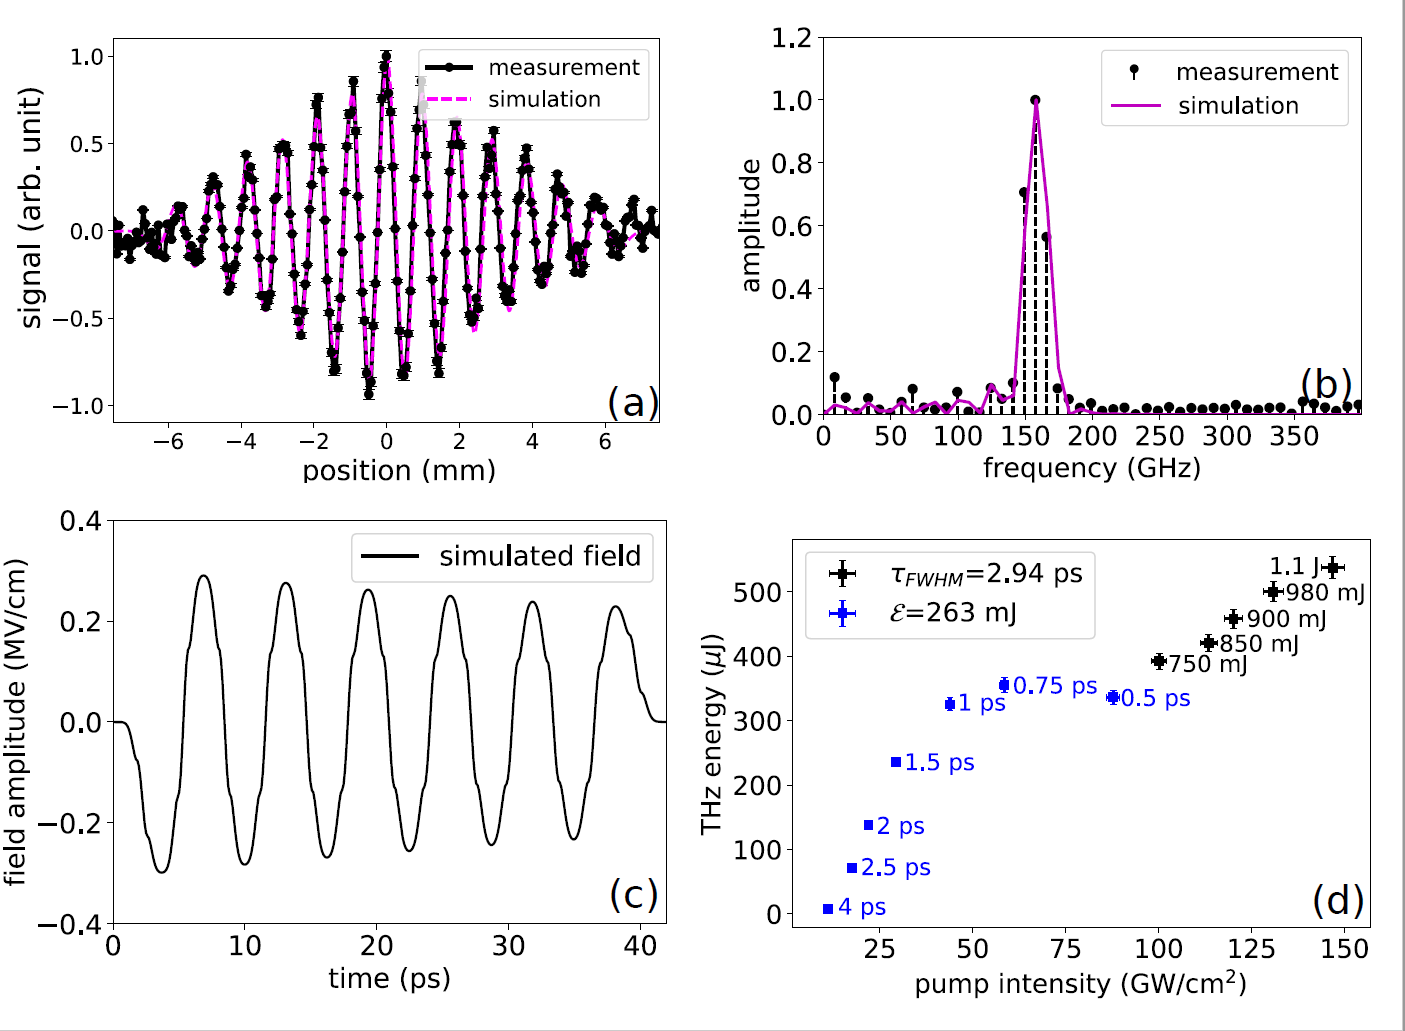 1.0
0.5
0.0
−0.5
−1.0
signal (arb. unit)
measurement
simulation
(a)
−6
−4
−2
0
2
4
6
position (mm)
1.2
1.0
0.8
0.6
0.4
0.2
0.0
amplitude
measurement
simulation
(b)
0
50
100
150
200
250
300
350
frequency (GHz)
0.4
0.2
0.0
−0.2
−0.4
field amplitude (MV/cm)
simulated field
(c)
0
10
20
30
40
time (ps)
500
400
300
200
100
0
THz energy (μJ)
τFWHM=2.94 ps
ℰ=263 mJ
1.1 J
980 mJ
900 mJ
850 mJ
750 mJ
0.75 ps
0.5 ps
1 ps
1.5 ps
2 ps
2.5 ps
4 ps
(d)
25
50
75
100
125
150
pump intensity (GW/cm²)